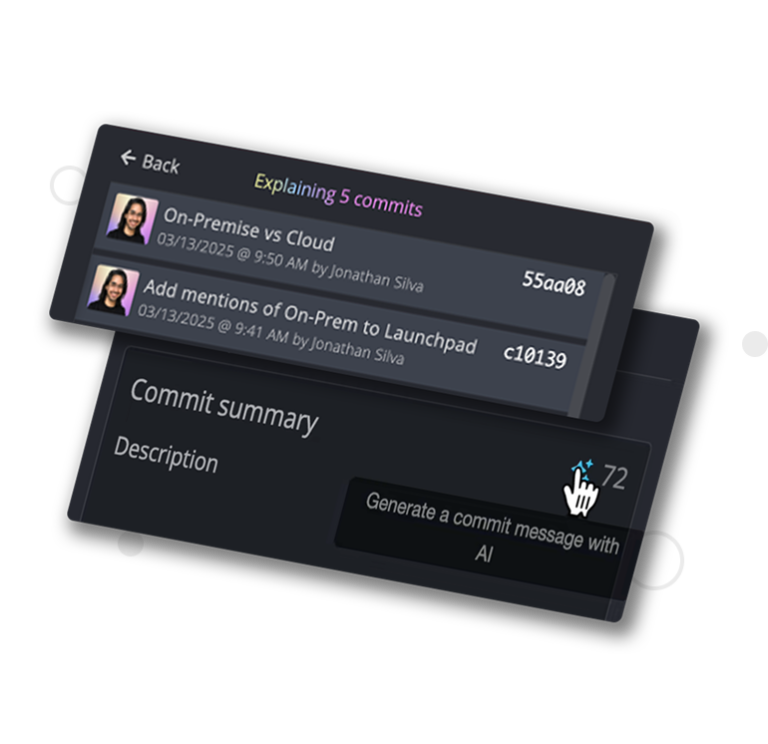 ← Back
Explaining 5 commits
On-Premise vs Cloud
03/13/2025 @ 9:50 AM by Jonathan Silva
55aa08
Add mentions of On-Prem to Launchpad
03/13/2025 @ 9:41 AM by Jonathan Silva
c10139
Commit summary
72
Description
Generate a commit message with
AI